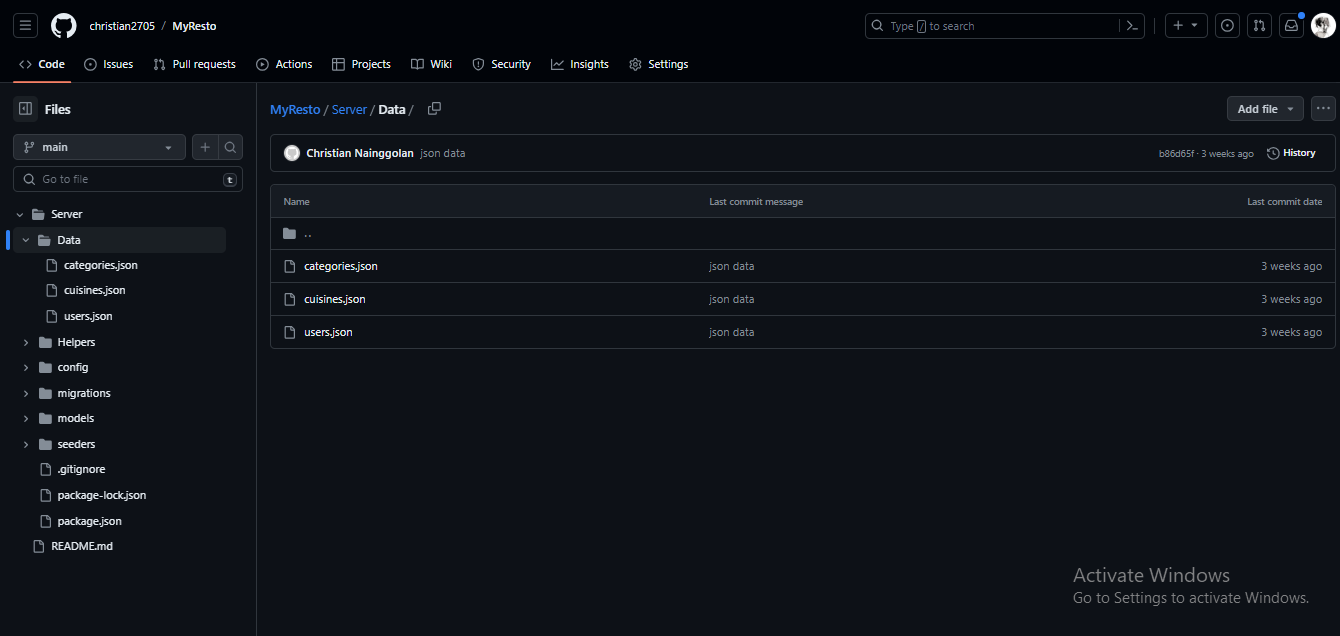 christian2705 / MyResto
Type / to search
Code Issues Pull requests Actions Projects Wiki Security Insights Settings
Files
main
Go to file t
Server
Data
categories.json
cuisines.json
users.json
Helpers
config
migrations
models
seeders
.gitignore
package-lock.json
package.json
README.md
MyResto / Server / Data /
Add file
Christian Nainggolan json data
b86d65f · 3 weeks ago History
Name Last commit message Last commit date
..
categories.json json data 3 weeks ago
cuisines.json json data 3 weeks ago
users.json json data 3 weeks ago
Activate Windows
Go to Settings to activate Windows.